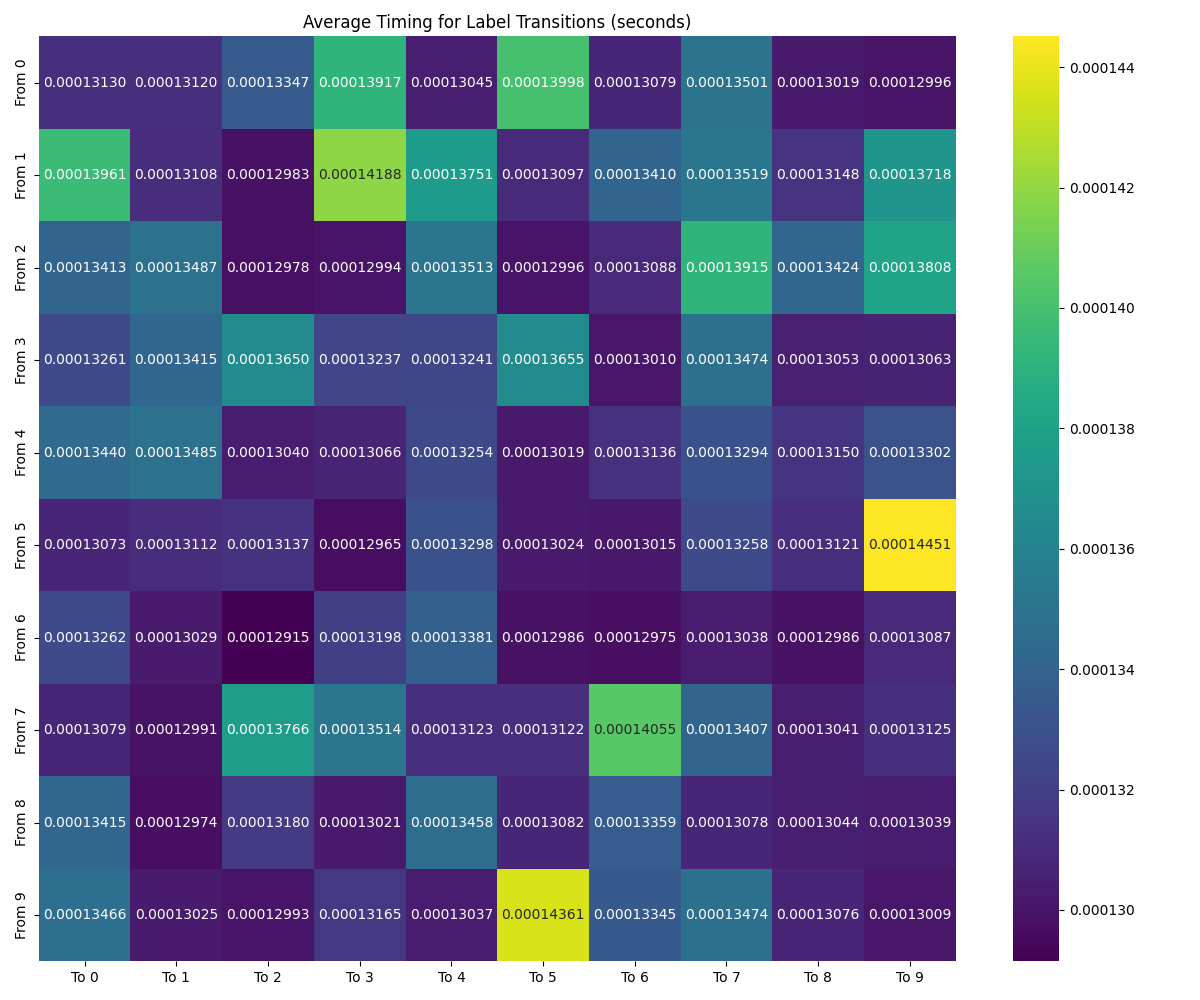 Average Timing for Label Transitions (seconds)
From 0 0.00013130 0.00013120 0.00013347 0.00013917 0.00013045 0.00013998 0.00013079 0.00013501 0.00013019 0.00012996
From 1 0.00013961 0.00013108 0.00012983 0.00014188 0.00013751 0.00013097 0.00013410 0.00013519 0.00013148 0.00013718
From 2 0.00013413 0.00013487 0.00012978 0.00012994 0.00013513 0.00012996 0.00013088 0.00013915 0.00013424 0.00013808
From 3 0.00013261 0.00013415 0.00013650 0.00013237 0.00013241 0.00013655 0.00013010 0.00013474 0.00013053 0.00013063
From 4 0.00013440 0.00013485 0.00013040 0.00013066 0.00013254 0.00013019 0.00013136 0.00013294 0.00013150 0.00013302
From 5 0.00013073 0.00013112 0.00013137 0.00012965 0.00013298 0.00013024 0.00013015 0.00013258 0.00013121 0.00014451
From 6 0.00013262 0.00013029 0.00012915 0.00013198 0.00013381 0.00012986 0.00012975 0.00013038 0.00012986 0.00013087
From 7 0.00013079 0.00012991 0.00013766 0.00013514 0.00013123 0.00013122 0.00014055 0.00013407 0.00013041 0.00013125
From 8 0.00013415 0.00012974 0.00013180 0.00013021 0.00013458 0.00013082 0.00013359 0.00013078 0.00013044 0.00013039
From 9 0.00013466 0.00013025 0.00012993 0.00013165 0.00013037 0.00014361 0.00013345 0.00013474 0.00013076 0.00013009
To 0 To 1 To 2 To 3 To 4 To 5 To 6 To 7 To 8 To 9
0.000144
0.000142
0.000140
0.000138
0.000136
0.000134
0.000132
0.000130